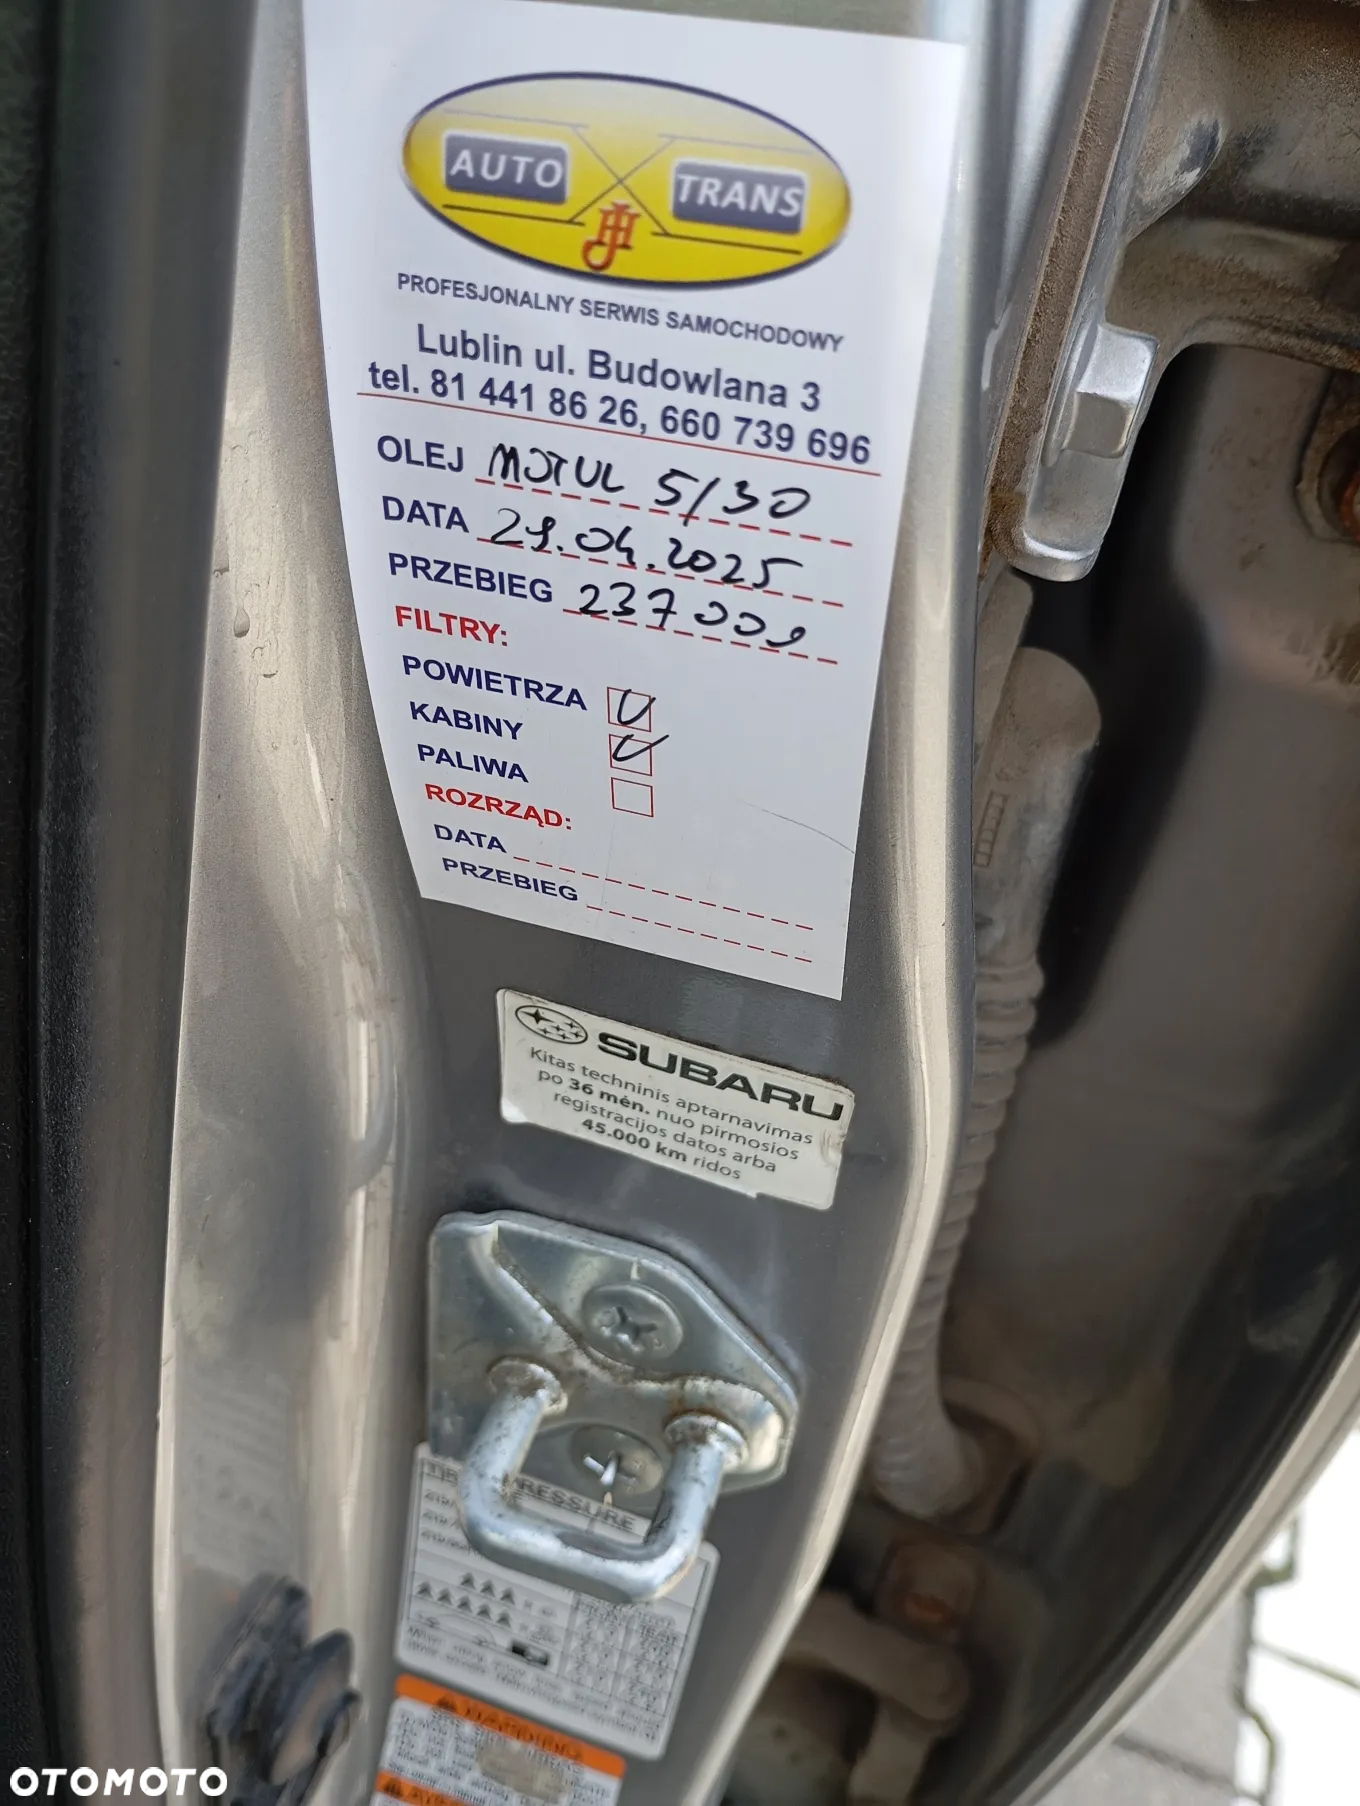 AUTO TRANS
PROFESJONALNY SERWIS SAMOCHODOWY
Lublin ul. Budowlana 3
tel. 81 441 86 26, 660 739 696
OLEJ MOTUL 5/30
DATA 29.04.2025
PRZEBIEG 237009
FILTRY:
POWIETRZA
KABINY
PALIWA
ROZRZĄD:
DATA
PRZEBIEG
SUBARU
Kitas techninis aptarnavimas
po 36 mėn. nuo pirmosios
registracijos datos arba
45.000 km ridos
PRESSURE
WARNING
OTOMOTO